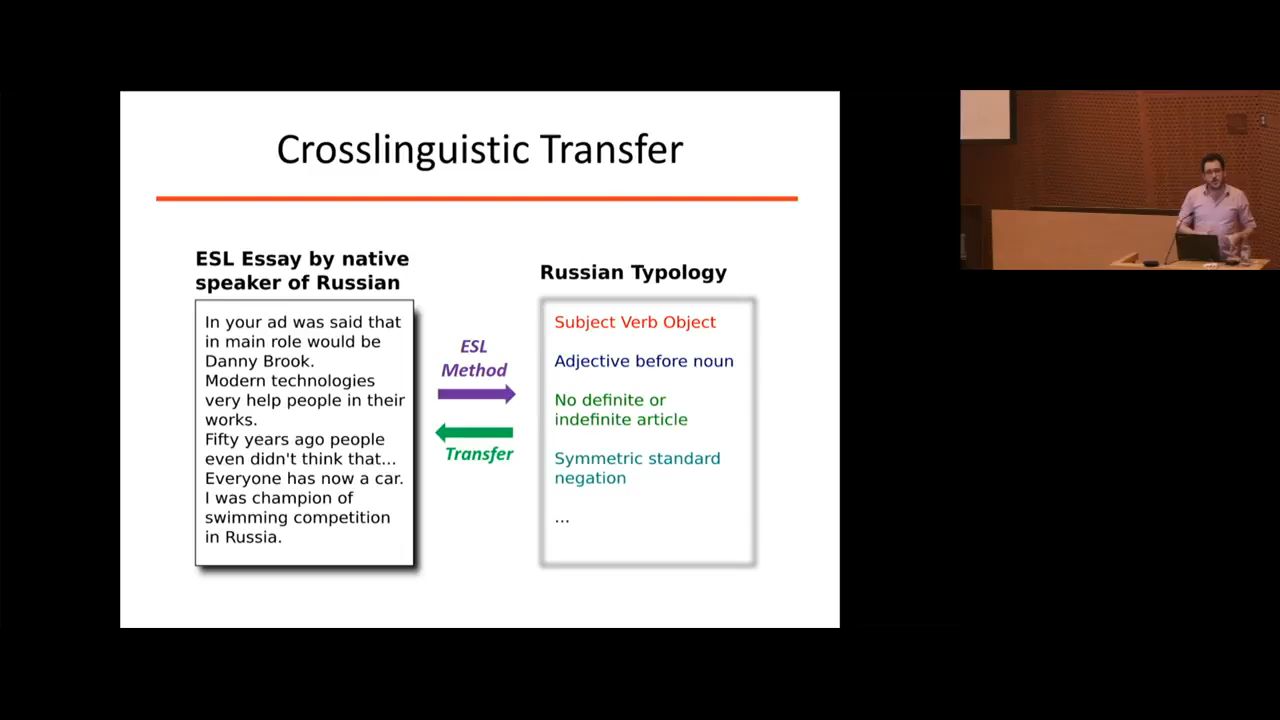 Crosslinguistic Transfer
ESL Essay by native
speaker of Russian
In your ad was said that
in main role would be
Danny Brook.
Modern technologies
very help people in their
works.
Fifty years ago people
even didn't think that...
Everyone has now a car.
I was champion of
swimming competition
in Russia.
ESL
Method
Transfer
Russian Typology
Subject Verb Object
Adjective before noun
No definite or
indefinite article
Symmetric standard
negation
...